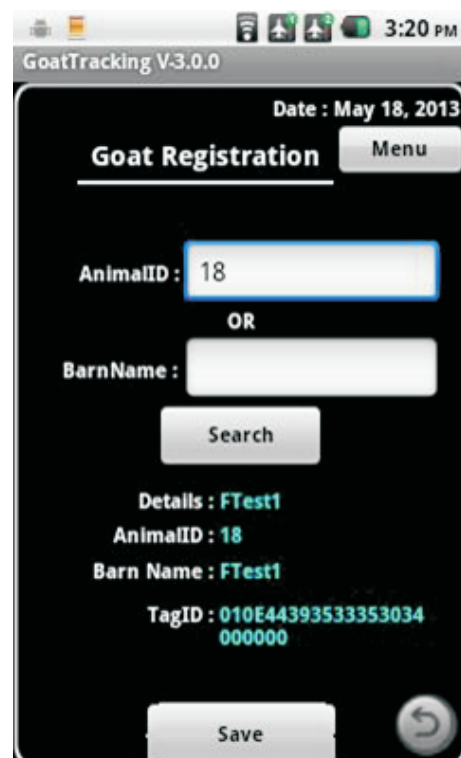 3:20 PM
GoatTracking V-3.0.0
Date : May 18, 2013
Goat Registration
Menu
AnimalID : 18
OR
BarnName :
Search
Details : FTest1
AnimalID : 18
Barn Name : FTest1
TagID : 010E44393533353034
000000
Save